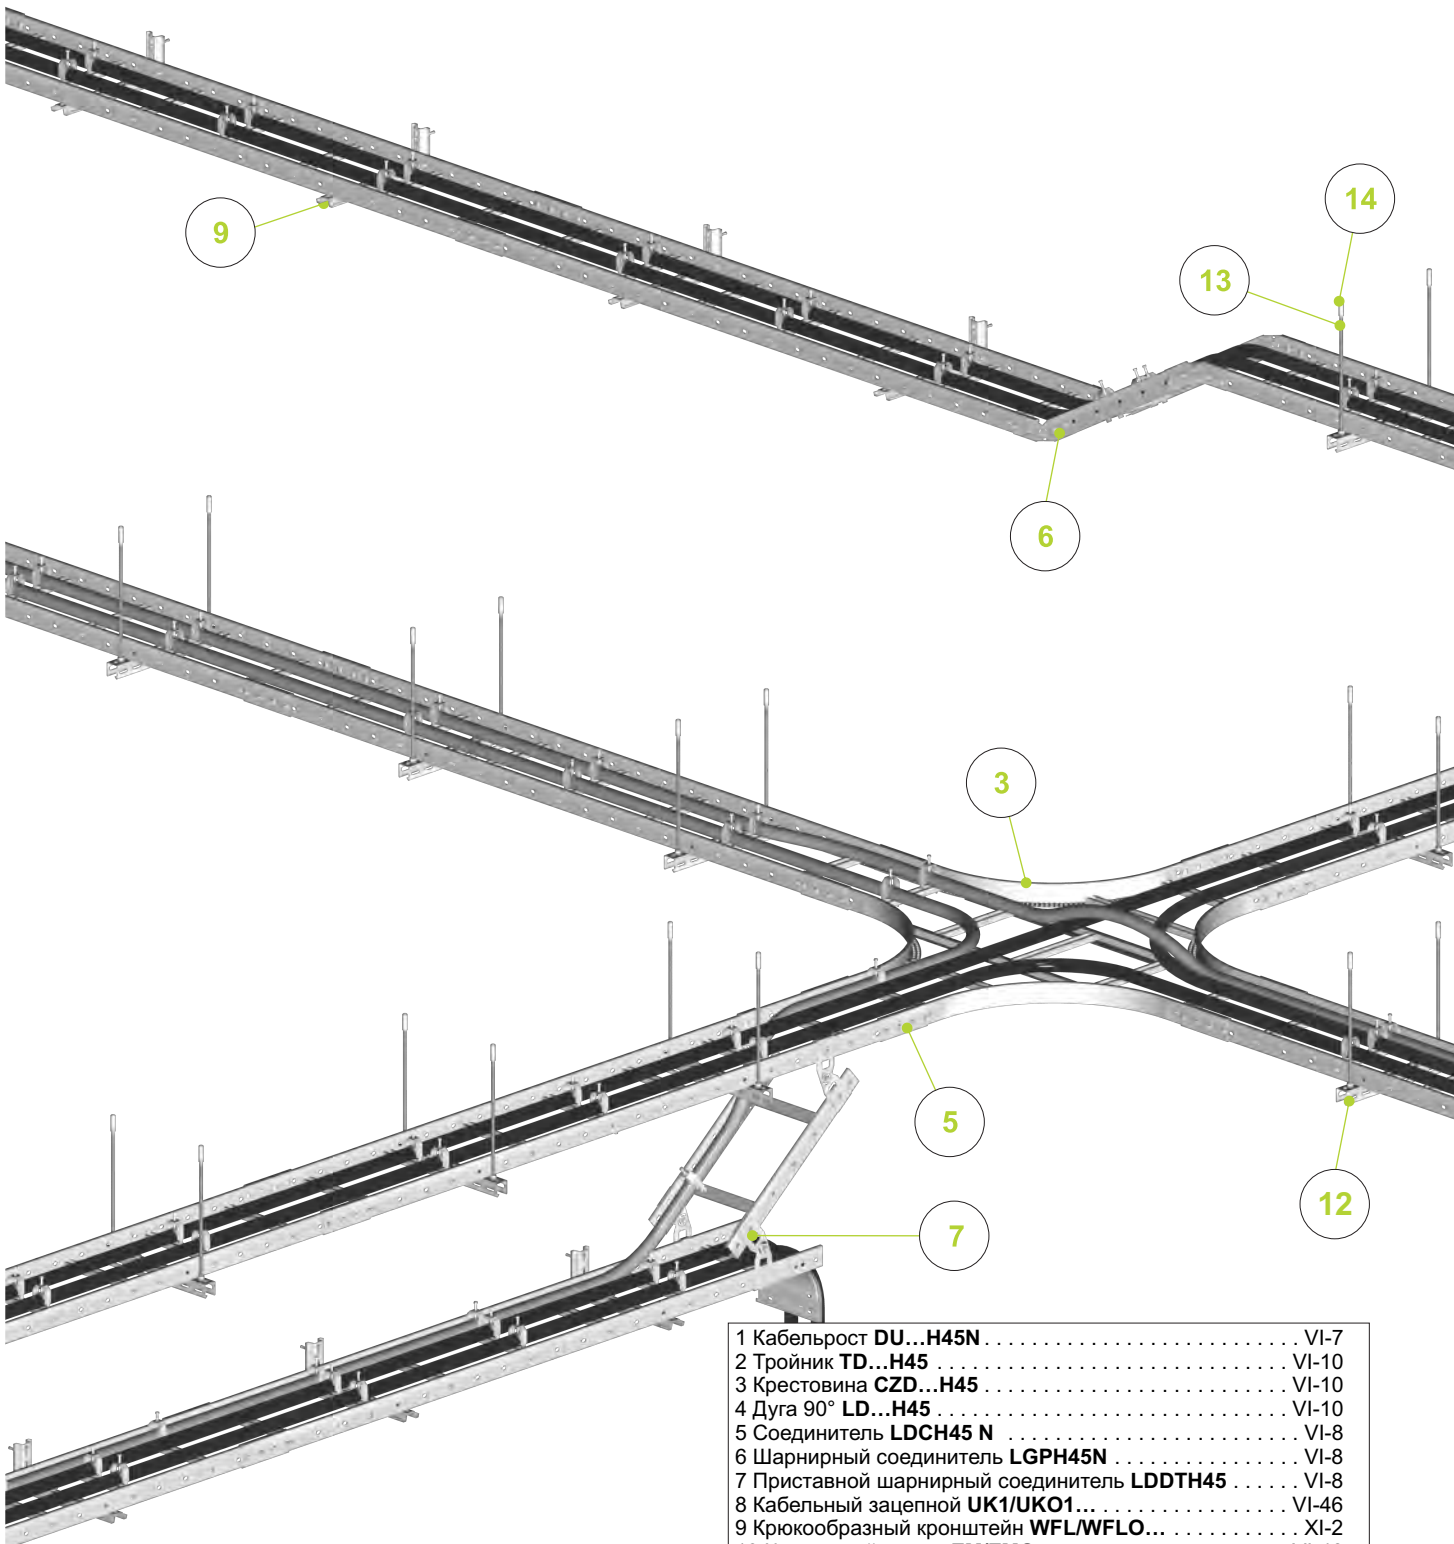 14
13
9
6
3
5
12
7
1 Кабельрост DU...H45N . . . . . . . . . . . . . . . . . . . . . . . . . . . VI-7
2 Тройник TD...H45 . . . . . . . . . . . . . . . . . . . . . . . . . . . . . . VI-10
3 Крестовина CZD...H45 . . . . . . . . . . . . . . . . . . . . . . . . . . VI-10
4 Дуга 90° LD...H45 . . . . . . . . . . . . . . . . . . . . . . . . . . . . . . VI-10
5 Соединитель LDCH45 N . . . . . . . . . . . . . . . . . . . . . . . . . VI-8
6 Шарнирный соединитель LGPH45N . . . . . . . . . . . . . . . . VI-8
7 Приставной шарнирный соединитель LDDTH45 . . . . . . VI-8
8 Кабельный зацепной UK1/UKO1... . . . . . . . . . . . . . . . . . VI-46
9 Крюкообразный кронштейн WFL/WFLO... . . . . . . . . . . . XI-2